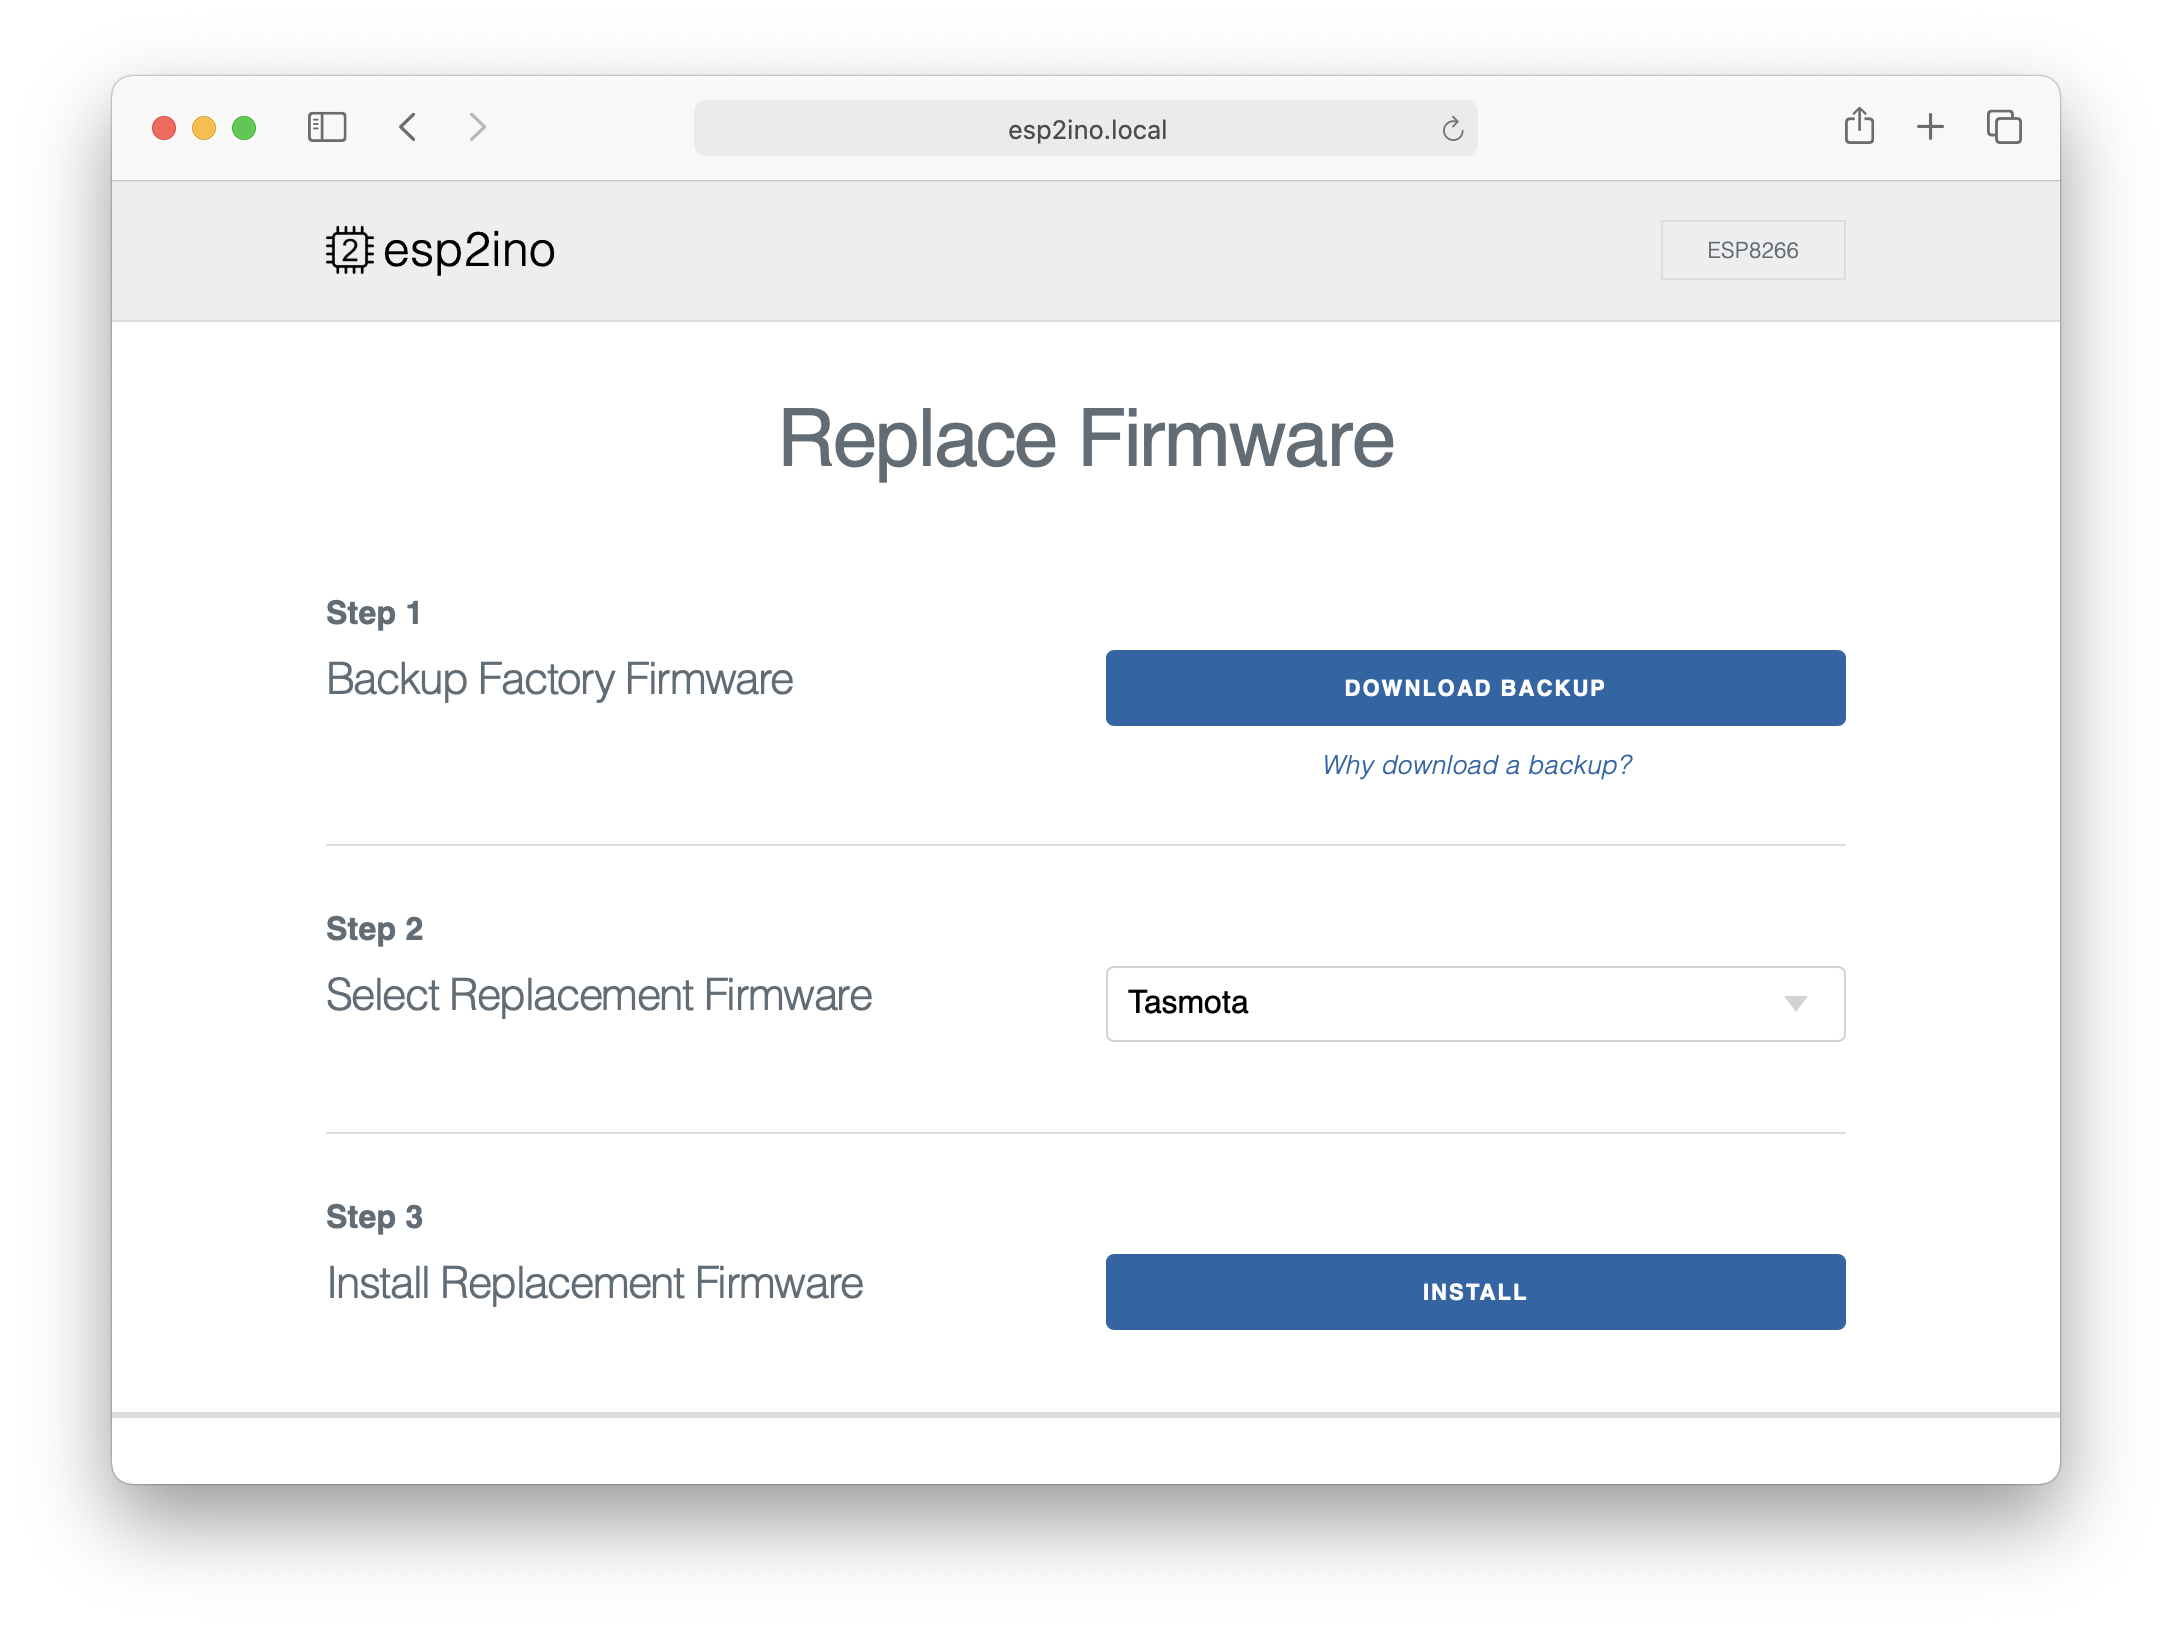 esp2ino.local
2 esp2ino
ESP8266
Replace Firmware
Step 1
Backup Factory Firmware
DOWNLOAD BACKUP
Why download a backup?
Step 2
Select Replacement Firmware
Tasmota
Step 3
Install Replacement Firmware
INSTALL